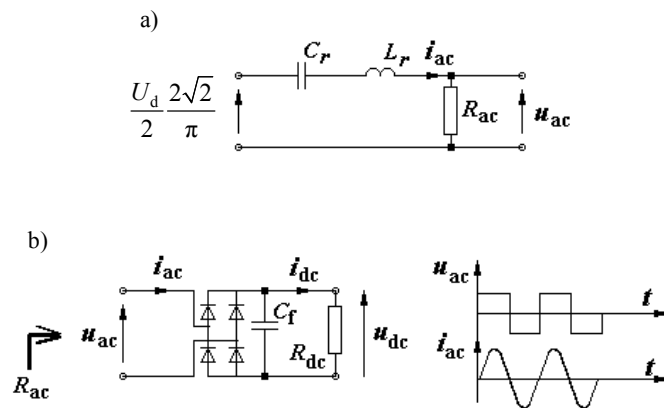 a)
C_r L_r i_ac
U_d/2 2√2/π R_ac u_ac
b)
i_ac i_dc u_ac t
u_ac C_f R_dc u_dc i_ac t
R_ac